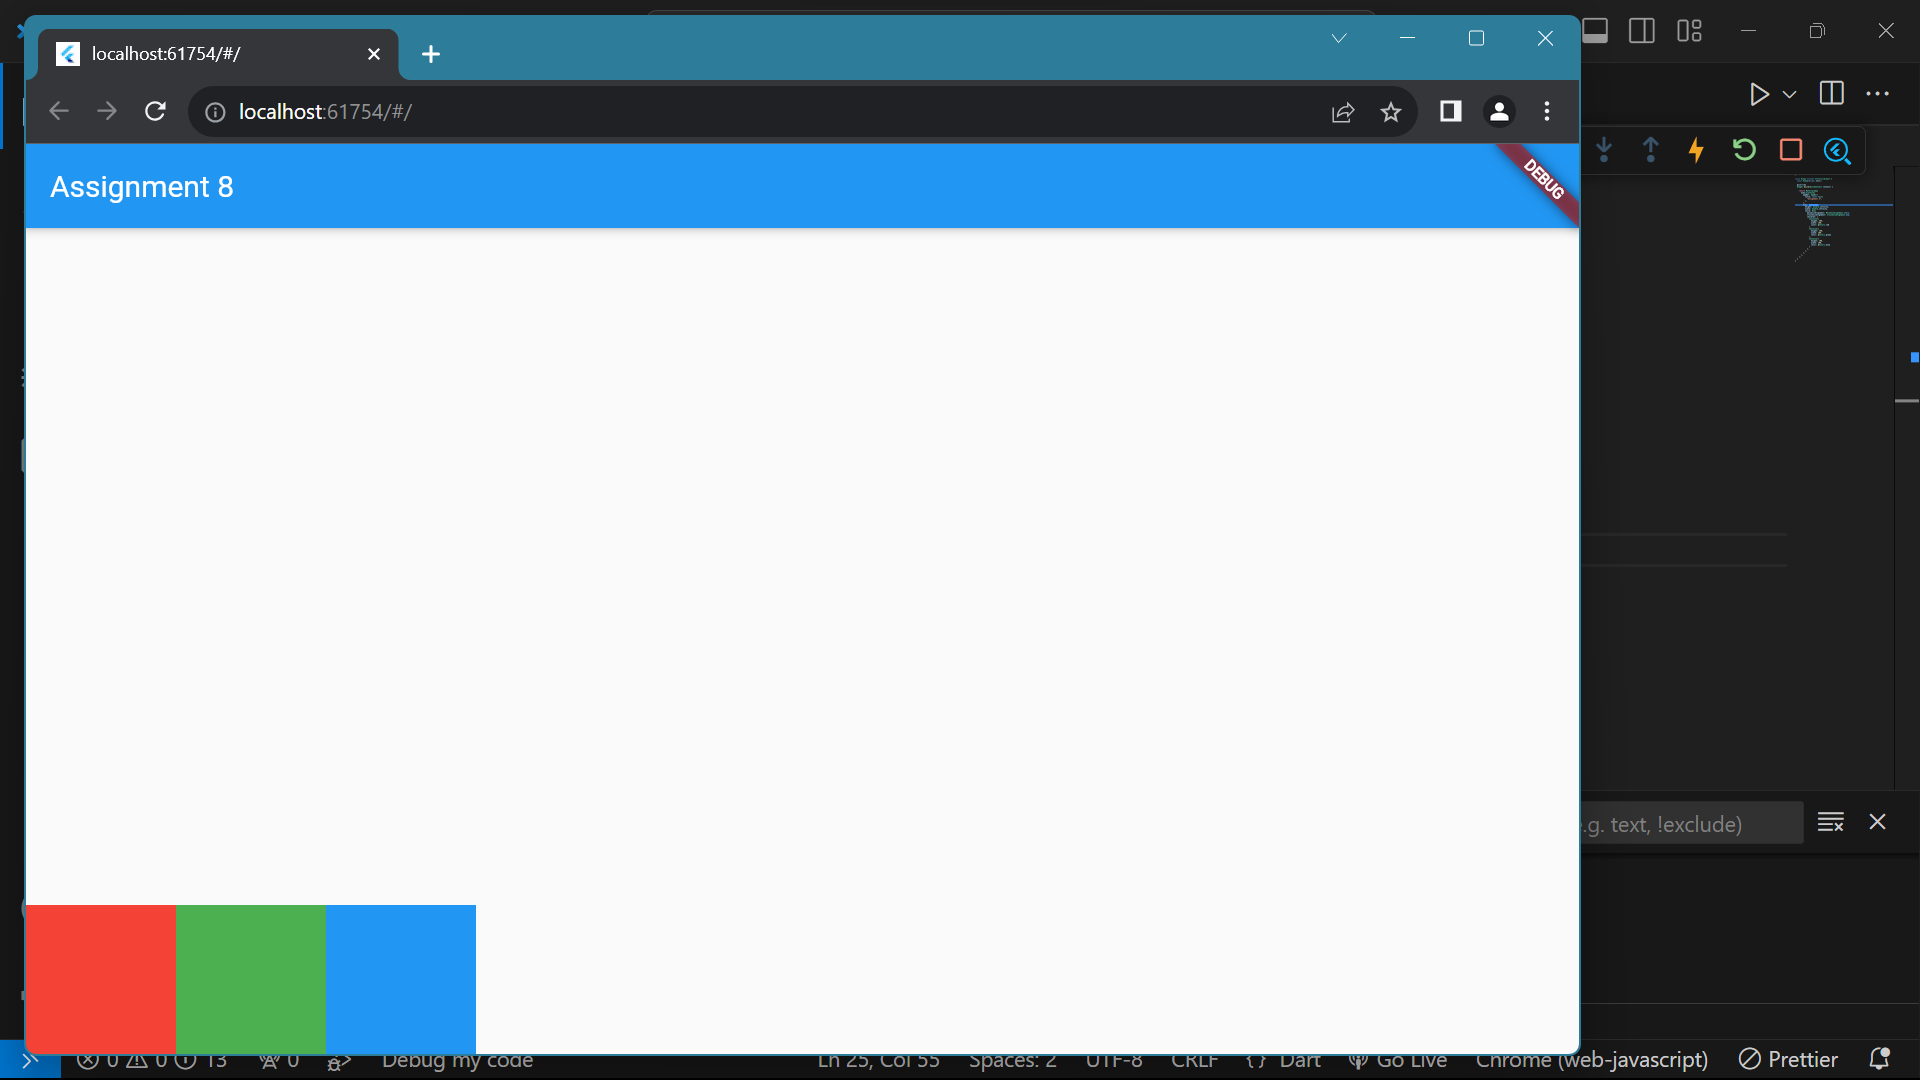 localhost:61754/#/
localhost:61754/#/
Assignment 8
DEBUG
.g. text, !exclude)
0 0 13 0 Debug my code Ln 25, Col 55 Spaces: 2 UTF-8 CRLF {} Dart Go Live Chrome (web-javascript) Prettier